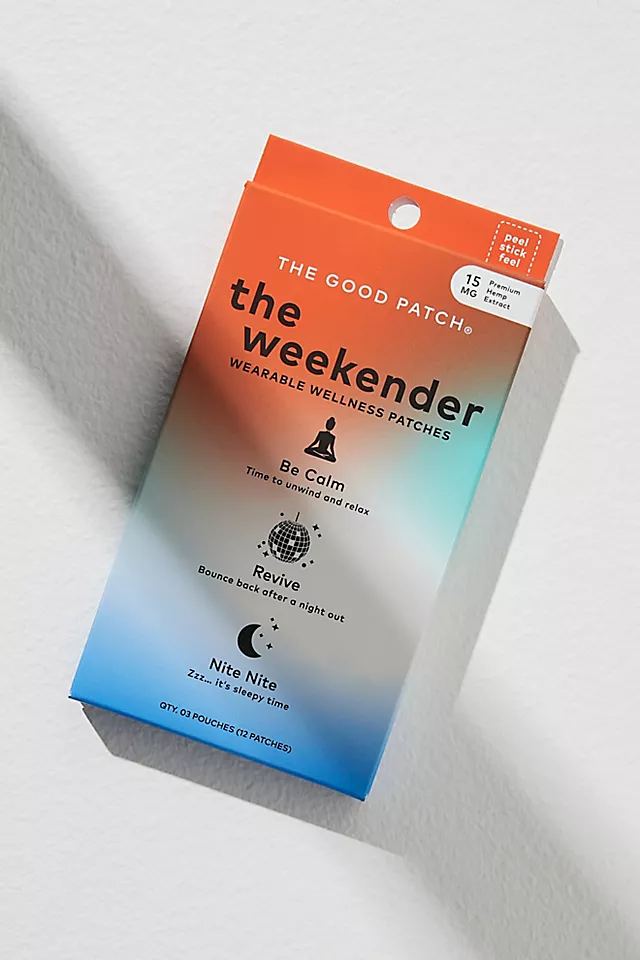 peel
stick
feel
15
MG
Premium
Hemp
Extract
THE GOOD PATCH®
the
weekender
WEARABLE WELLNESS PATCHES
Be Calm
Time to unwind and relax
Revive
Bounce back after a night out
Nite Nite
Zzz... it's sleepy time
QTY. 03 POUCHES (12 PATCHES)